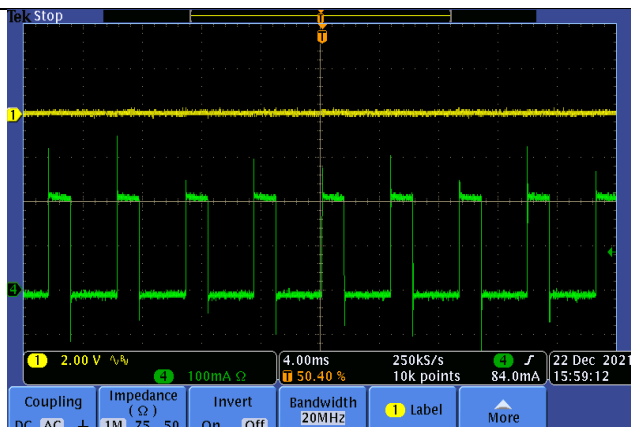 Tek Stop
T
T
1
4
1 2.00 V
4 100mA Ω
4.00ms
T 50.40 %
250kS/s
10k points
4
84.0mA
22 Dec 2021
15:59:12
Coupling
DC AC
Impedance
(Ω)
1M 75 50
Invert
On Off
Bandwidth
20MHz
1 Label
More